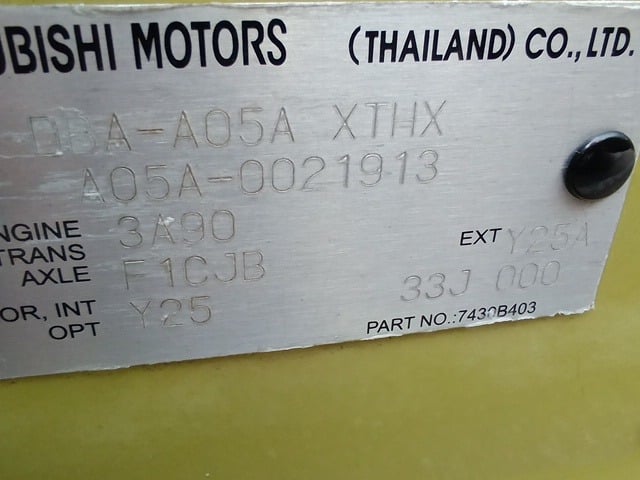 UBISHI MOTORS (THAILAND) CO., LTD.
DBA-A05A XTHX
A05A-0021913
NGINE 3A90
EXT Y25A
TRANS
AXLE F1CJB
33J 000
OR, INT Y25
OPT
PART NO.:7430B403